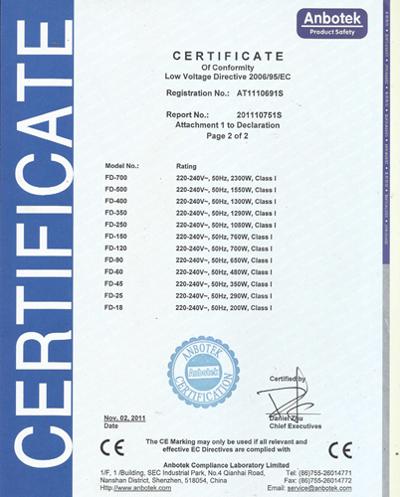 Anbotek
Product Safety
CERTIFICATE
CERTIFICATE
Of Conformity
Low Voltage Directive 2006/95/EC
Registration No.: AT1110691S
Report No.: 201110751S
Attachment 1 to Declaration
Page 2 of 2
Model No.: Rating
FD-700 220-240V~, 50Hz, 2300W, Class I
FD-500 220-240V~, 50Hz, 1550W, Class I
FD-400 220-240V~, 50Hz, 1300W, Class I
FD-350 220-240V~, 50Hz, 1290W, Class I
FD-250 220-240V~, 50Hz, 1080W, Class I
FD-150 220-240V~, 50Hz, 760W, Class I
FD-120 220-240V~, 50Hz, 700W, Class I
FD-90 220-240V~, 50Hz, 650W, Class I
FD-60 220-240V~, 50Hz, 480W, Class I
FD-45 220-240V~, 50Hz, 350W, Class I
FD-25 220-240V~, 50Hz, 290W, Class I
FD-18 220-240V~, 50Hz, 200W, Class I
ANBOTEK
Anbotek
CERTIFICATION
Certified by
Nov. 02, 2011
Date
Daniel Zhu
Chief Executives
CE
The CE Marking may only be used if all relevant and
effective EC Directives are complied with
CE
Anbotek Compliance Laboratory Limited
1/F, 1 /Building, SEC Industrial Park, No.4 Qianhai Road, Tel: (86)755-26014771
Nanshan District, Shenzhen, 518054, China Fax: (86)755-26014772
Http://www.anbotek.com Email: service@anbotek.com